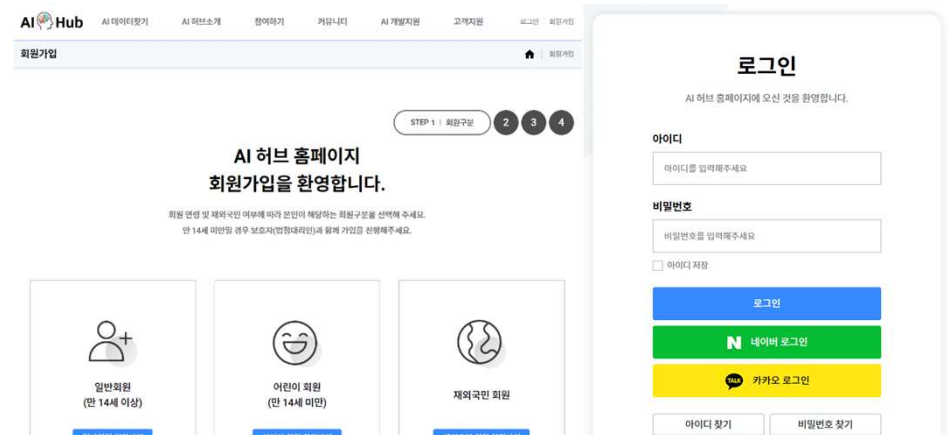 AI Hub
AI 데이터찾기 AI 허브소개 참여하기 커뮤니티 AI 개발지원 고객지원 로그인 회원가입
회원가입
회원가입
STEP 1 | 회원구분 2 3 4
AI 허브 홈페이지
회원가입을 환영합니다.
회원 연령 및 재외국민 여부에 따라 본인이 해당하는 회원구분을 선택해 주세요.
만 14세 미만일 경우 보호자(법정대리인)과 함께 가입을 진행해주세요.
일반회원
(만 14세 이상)
어린이 회원
(만 14세 미만)
재외국민 회원
로그인
AI 허브 홈페이지에 오신 것을 환영합니다.
아이디
아이디를 입력해주세요
비밀번호
비밀번호를 입력해주세요
아이디 저장
로그인
N 네이버 로그인
TALK 카카오 로그인
아이디 찾기
비밀번호 찾기